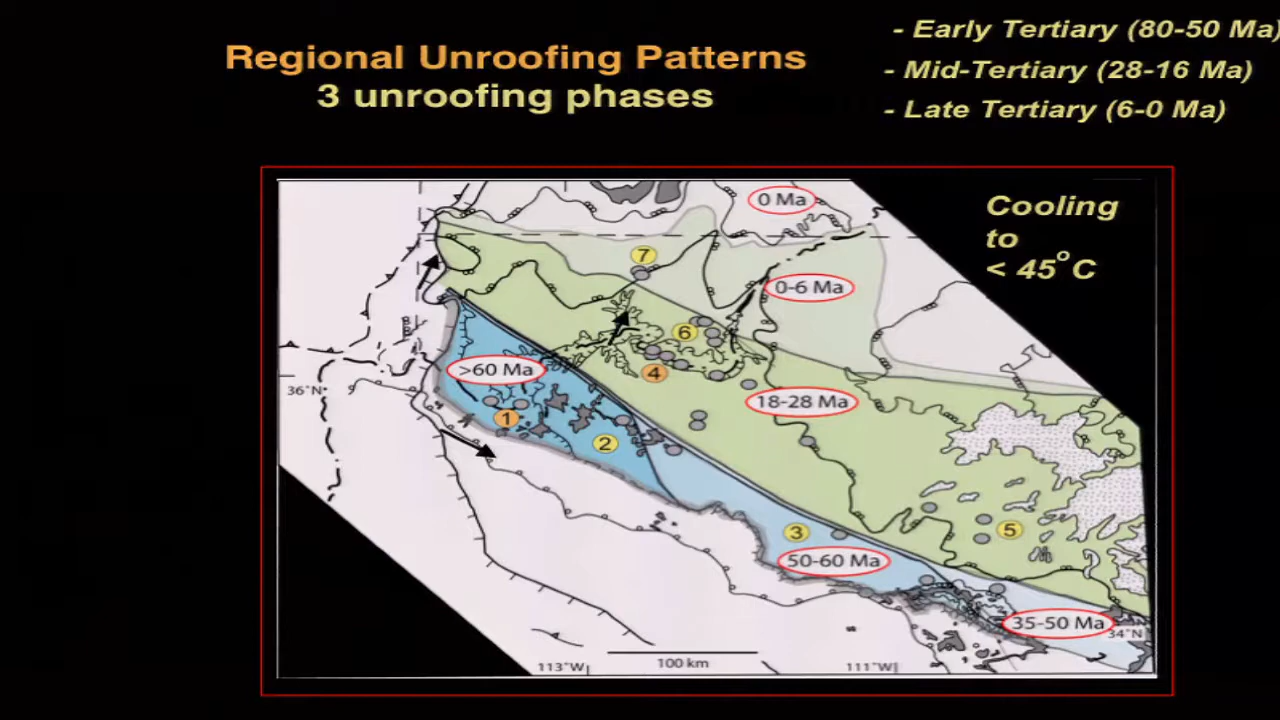 Regional Unroofing Patterns
3 unroofing phases
- Early Tertiary (80-50 Ma)
- Mid-Tertiary (28-16 Ma)
- Late Tertiary (6-0 Ma)
Cooling
to
< 45°C
0 Ma
7
0-6 Ma
6
>60 Ma
4
36°N
18-28 Ma
1
2
3
5
50-60 Ma
35-50 Ma
34°N
113°W
100 km
111°W